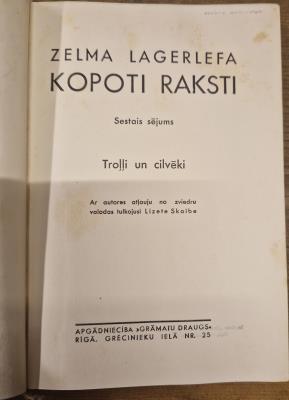 ZELMA LAGERLEFA
KOPOTI RAKSTI
Sestais sējums
Troļļi un cilvēki
Ar autores atļauju no zviedru
valodas tulkojusi Lizete Skalbe
APGĀDNIECĪBA »GRĀMATU DRAUGS«
RĪGĀ, GRĒCINIEKU IELĀ NR. 25